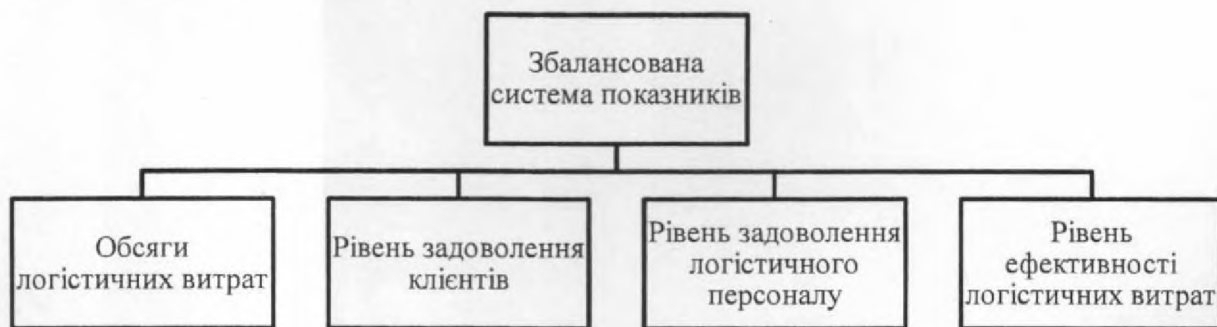 Збалансована
система показників
Обсяги
логістичних витрат
Рівень задоволення
клієнтів
Рівень задоволення
логістичного
персоналу
Рівень
ефективності
логістичних витрат